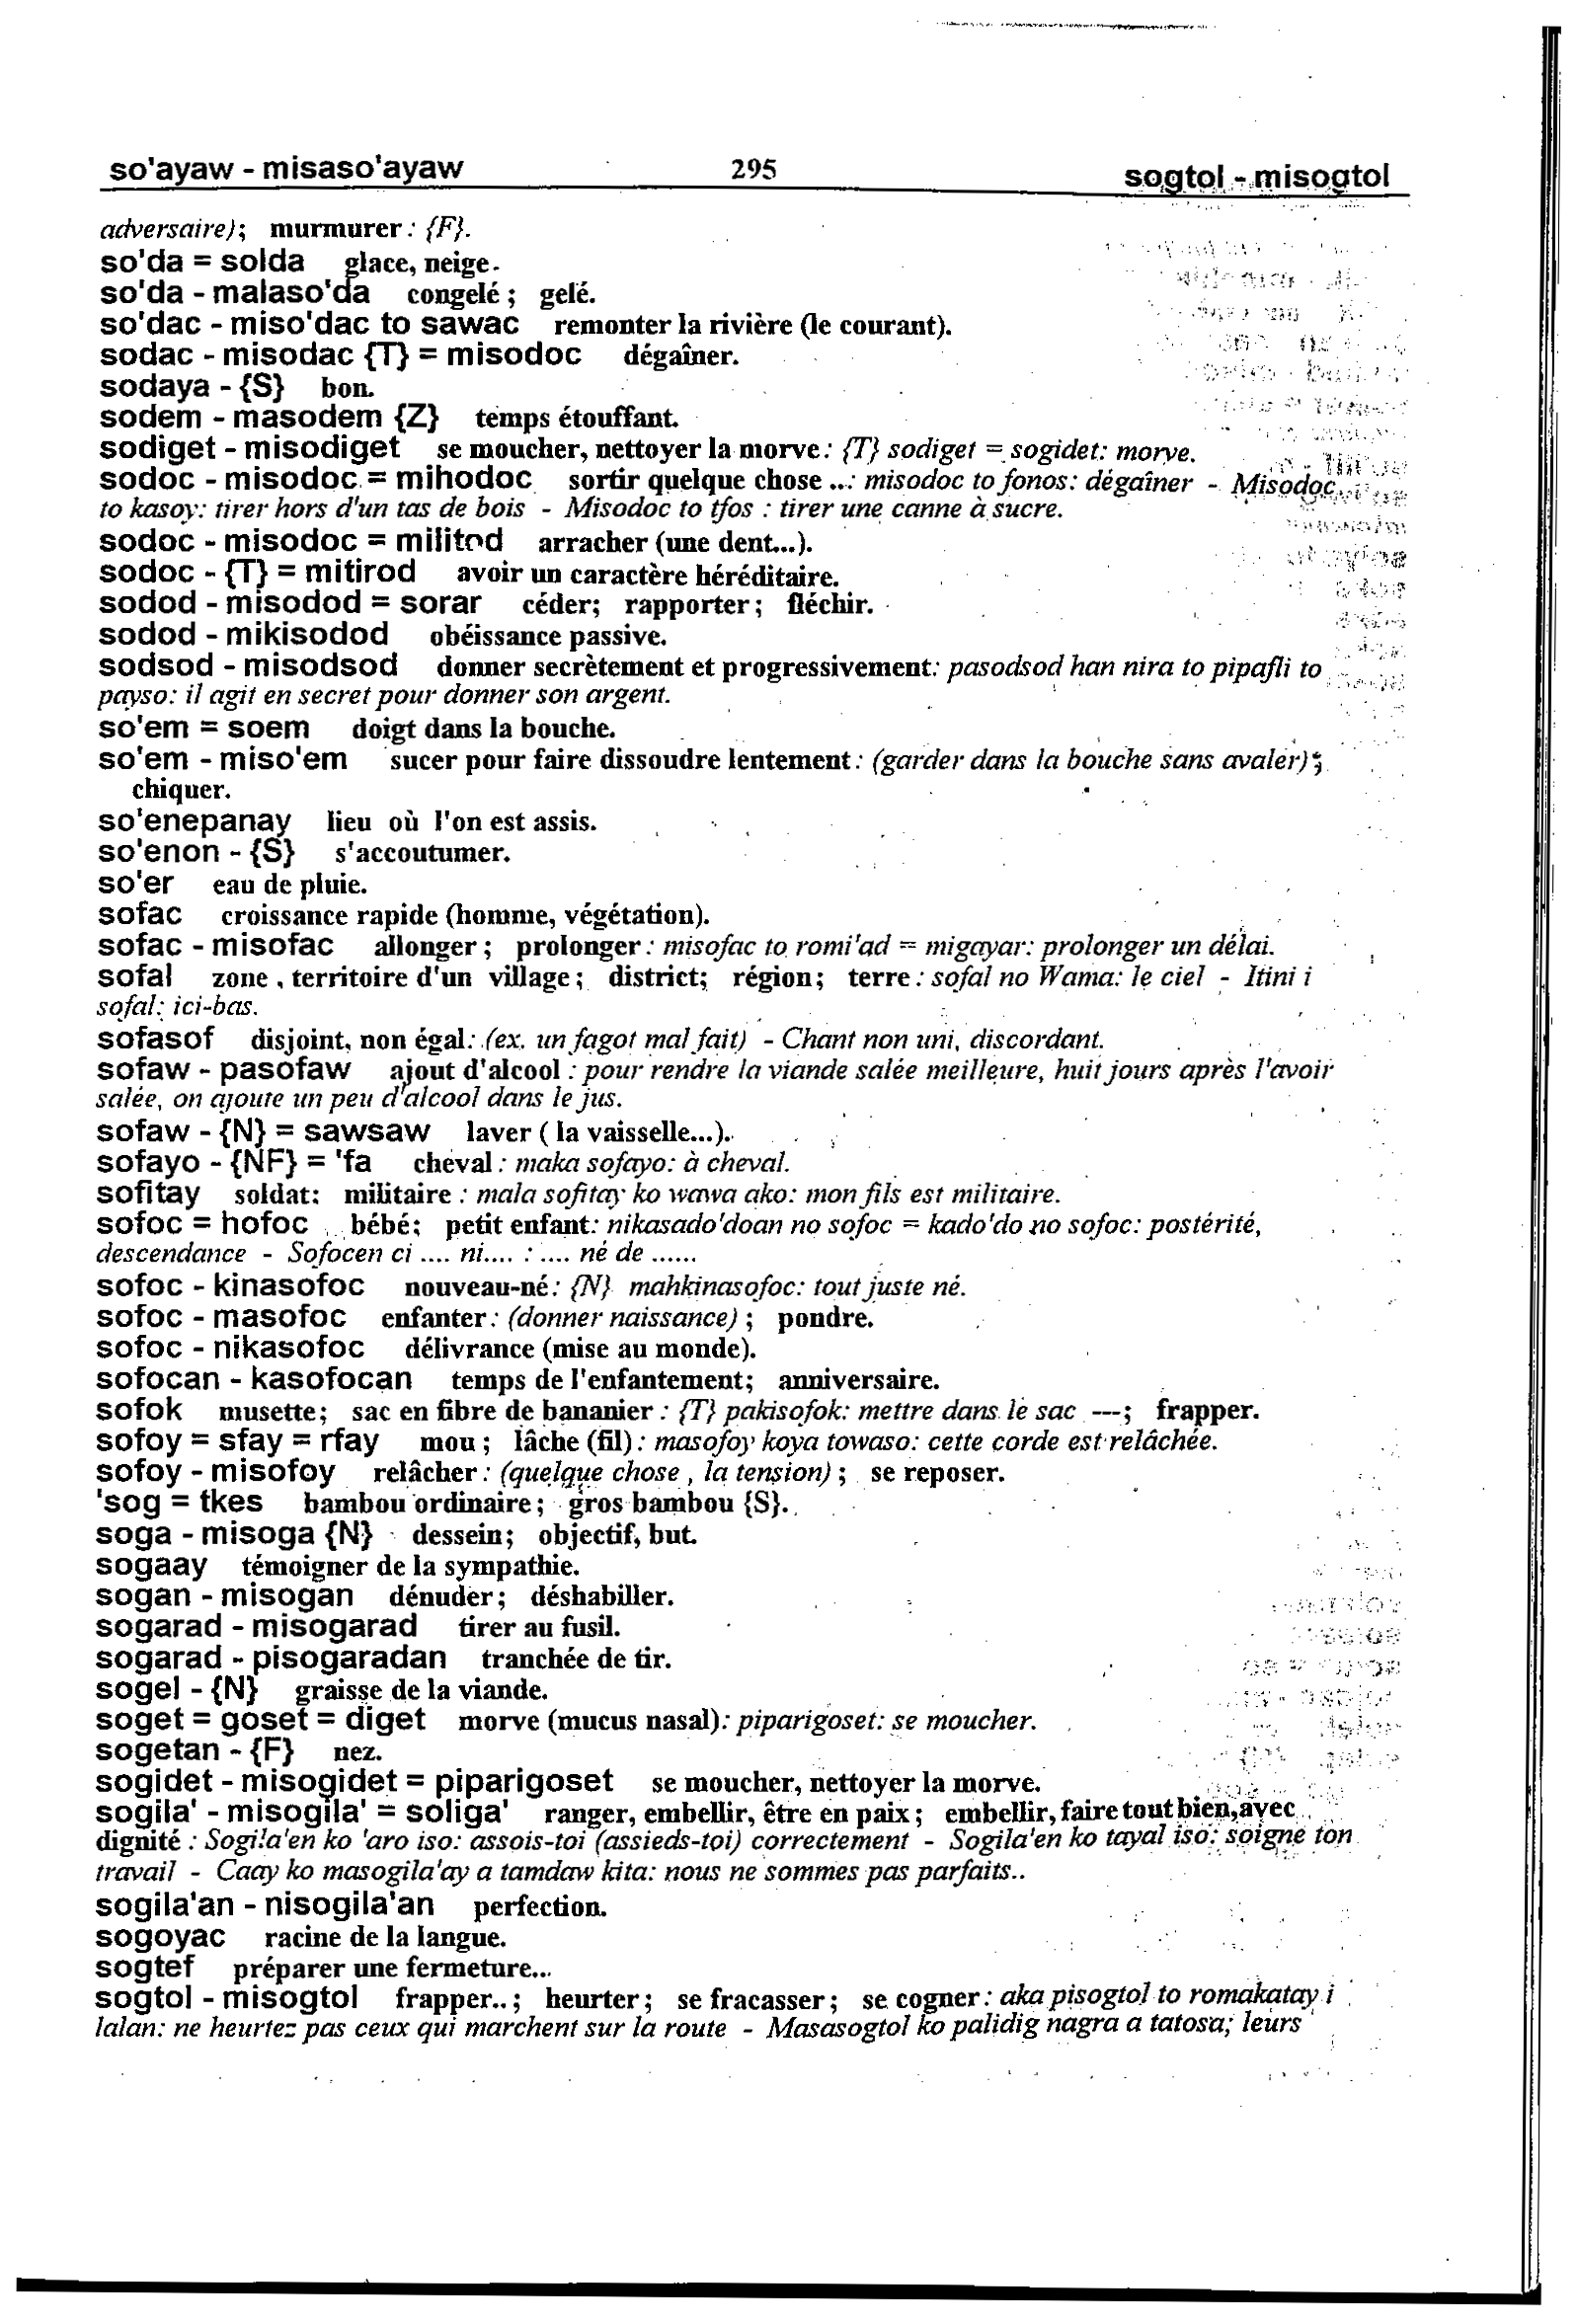 so'ayaw - misaso'ayaw 295 sogtol - misogtol
adversaire); murmurer: {F}.
so'da = solda glace, neige.
so'da - malaso'da congelé ; gelé.
so'dac - miso'dac to sawac remonter la rivière (le courant).
sodac - misodac {T} = misodoc dégaîner.
sodaya - {S} bon.
sodem - masodem {Z} temps étouffant.
sodiget - misodiget se moucher, nettoyer la morve: {T} sodiget = sogidet: morve.
sodoc - misodoc = mihodoc sortir quelque chose ...: misodoc to fonos: dégaîner - Misodoc
to kasoy: tirer hors d'un tas de bois - Misodoc to tfos : tirer une canne à sucre.
sodoc - misodoc = militod arracher (une dent...).
sodoc - {T} = mitirod avoir un caractère héréditaire.
sodod - misodod = sorar céder; rapporter; fléchir.
sodod - mikisodod obéissance passive.
sodsod - misodsod donner secrètement et progressivement: pasodsod han nira to pipafli to
payso: il agit en secret pour donner son argent.
so'em = soem doigt dans la bouche.
so'em - miso'em sucer pour faire dissoudre lentement: (garder dans la bouche sans avaler);
chiquer.
so'enepanay lieu où l'on est assis.
so'enon - {S} s'accoutumer.
so'er eau de pluie.
sofac croissance rapide (homme, végétation).
sofac - misofac allonger ; prolonger: misofac to romi'ad = migayar: prolonger un délai.
sofal zone , territoire d'un village; district; région; terre: sofal no Wama: le ciel - Itini i
sofal: ici-bas.
sofasof disjoint, non égal: (ex. un fagot mal fait) - Chant non uni, discordant.
sofaw - pasofaw ajout d'alcool : pour rendre la viande salée meilleure, huit jours après l'avoir
salée, on ajoute un peu d'alcool dans le jus.
sofaw - {N} = sawsaw laver ( la vaisselle...).
sofayo - {NF} = 'fa cheval: maka sofayo: à cheval.
sofitay soldat: militaire : mala sofitay ko wawa ako: mon fils est militaire.
sofoc = hofoc bébé; petit enfant: nikasado'doan no sofoc = kado'do no sofoc: postérité,
descendance - Sofocen ci .... ni.... : .... né de ......
sofoc - kinasofoc nouveau-né: {N} mahkinasofoc: tout juste né.
sofoc - masofoc enfanter: (donner naissance) ; pondre.
sofoc - nikasofoc délivrance (mise au monde).
sofocan - kasofocan temps de l'enfantement; anniversaire.
sofok musette; sac en fibre de bananier : {T} pakisofok: mettre dans le sac ---; frapper.
sofoy = sfay = rfay mou ; lâche (fil) : masofoy koya towaso: cette corde est relâchée.
sofoy - misofoy relâcher: (quelque chose , la tension) ; se reposer.
'sog = tkes bambou ordinaire; gros bambou {S}.
soga - misoga {N} dessein; objectif, but.
sogaay témoigner de la sympathie.
sogan - misogan dénuder; déshabiller.
sogarad - misogarad tirer au fusil.
sogarad - pisogaradan tranchée de tir.
sogel - {N} graisse de la viande.
soget = goset = diget morve (mucus nasal): piparigoset: se moucher.
sogetan - {F} nez.
sogidet - misogidet = piparigoset se moucher, nettoyer la morve.
sogila' - misogila' = soliga' ranger, embellir, être en paix; embellir, faire tout bien, avec
dignité : Sogila'en ko 'aro iso: assois-toi (assieds-toi) correctement - Sogila'en ko tayal iso: soigne ton
travail - Caay ko masogila'ay a tamdaw kita: nous ne sommes pas parfaits..
sogila'an - nisogila'an perfection.
sogoyac racine de la langue.
sogtef préparer une fermeture...
sogtol - misogtol frapper..; heurter; se fracasser; se cogner: aka pisogtol to romakatay i
lalan: ne heurtez pas ceux qui marchent sur la route - Masasogtol ko palidig nagra a tatosa; leurs